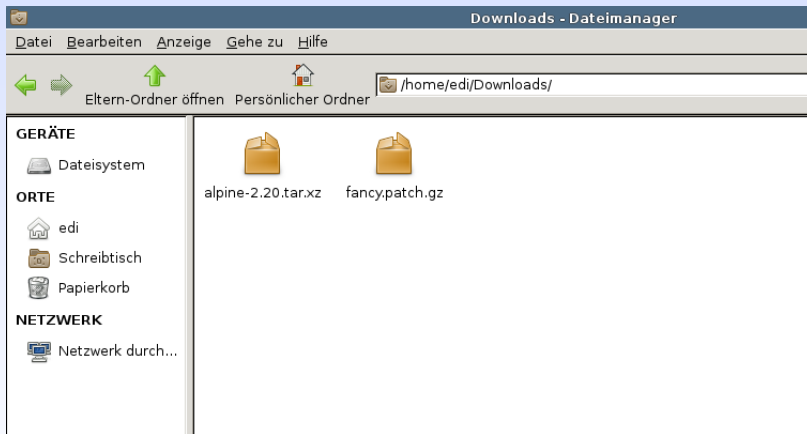 Downloads - Dateimanager
Datei Bearbeiten Anzeige Gehe zu Hilfe
Eltern-Ordner öffnen Persönlicher Ordner /home/edi/Downloads/
GERÄTE
Dateisystem
ORTE
edi
Schreibtisch
Papierkorb
NETZWERK
Netzwerk durch...
alpine-2.20.tar.xz fancy.patch.gz